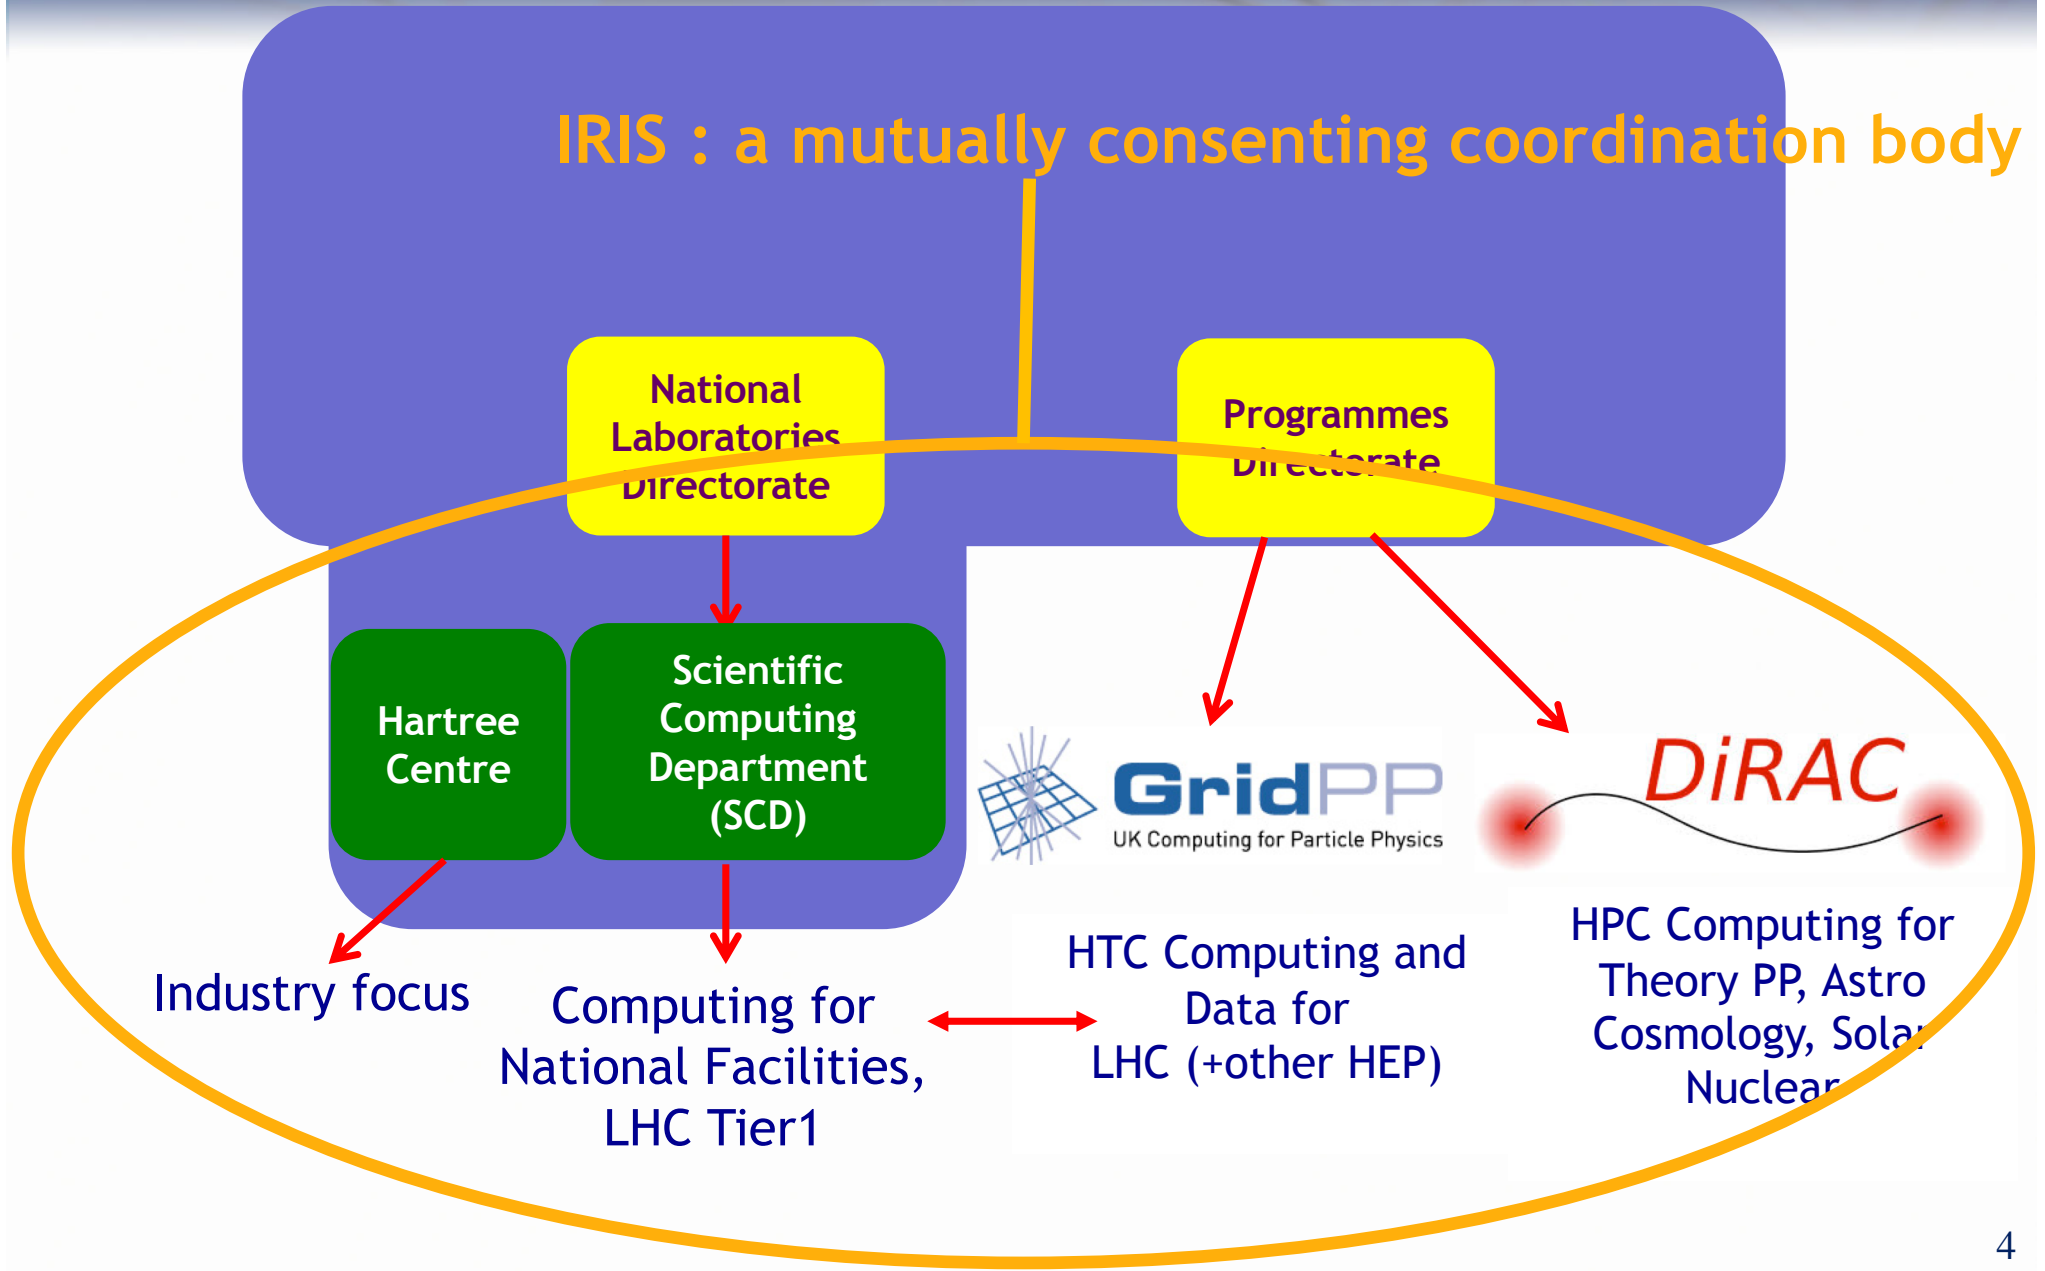 IRIS : a mutually consenting coordination body
National
Laboratories
Directorate
Programmes
Directorate
Hartree
Centre
Scientific
Computing
Department
(SCD)
GridPP
UK Computing for Particle Physics
DiRAC
Industry focus
Computing for
National Facilities,
LHC Tier1
HTC Computing and
Data for
LHC (+other HEP)
HPC Computing for
Theory PP, Astro
Cosmology, Solar
Nuclear
4